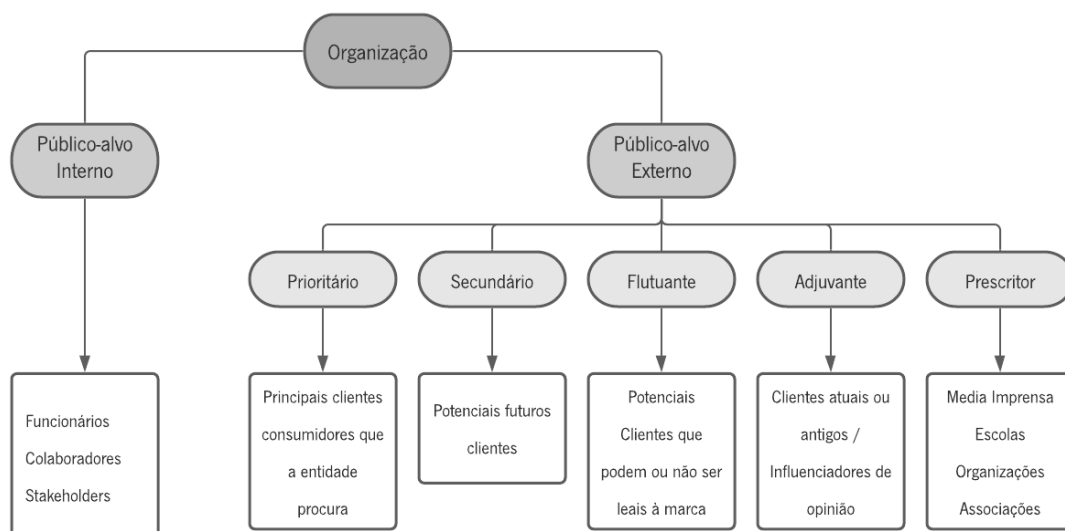 Organização
Público-alvo
Interno
Público-alvo
Externo
Prioritário
Secundário
Flutuante
Adjuvante
Prescritor
Funcionários
Colaboradores
Stakeholders
Principais clientes
consumidores que
a entidade
procura
Potenciais futuros
clientes
Potenciais
Clientes que
podem ou não ser
leais à marca
Clientes atuais ou
antigos /
Influenciadores de
opinião
Media Imprensa
Escolas
Organizações
Associações